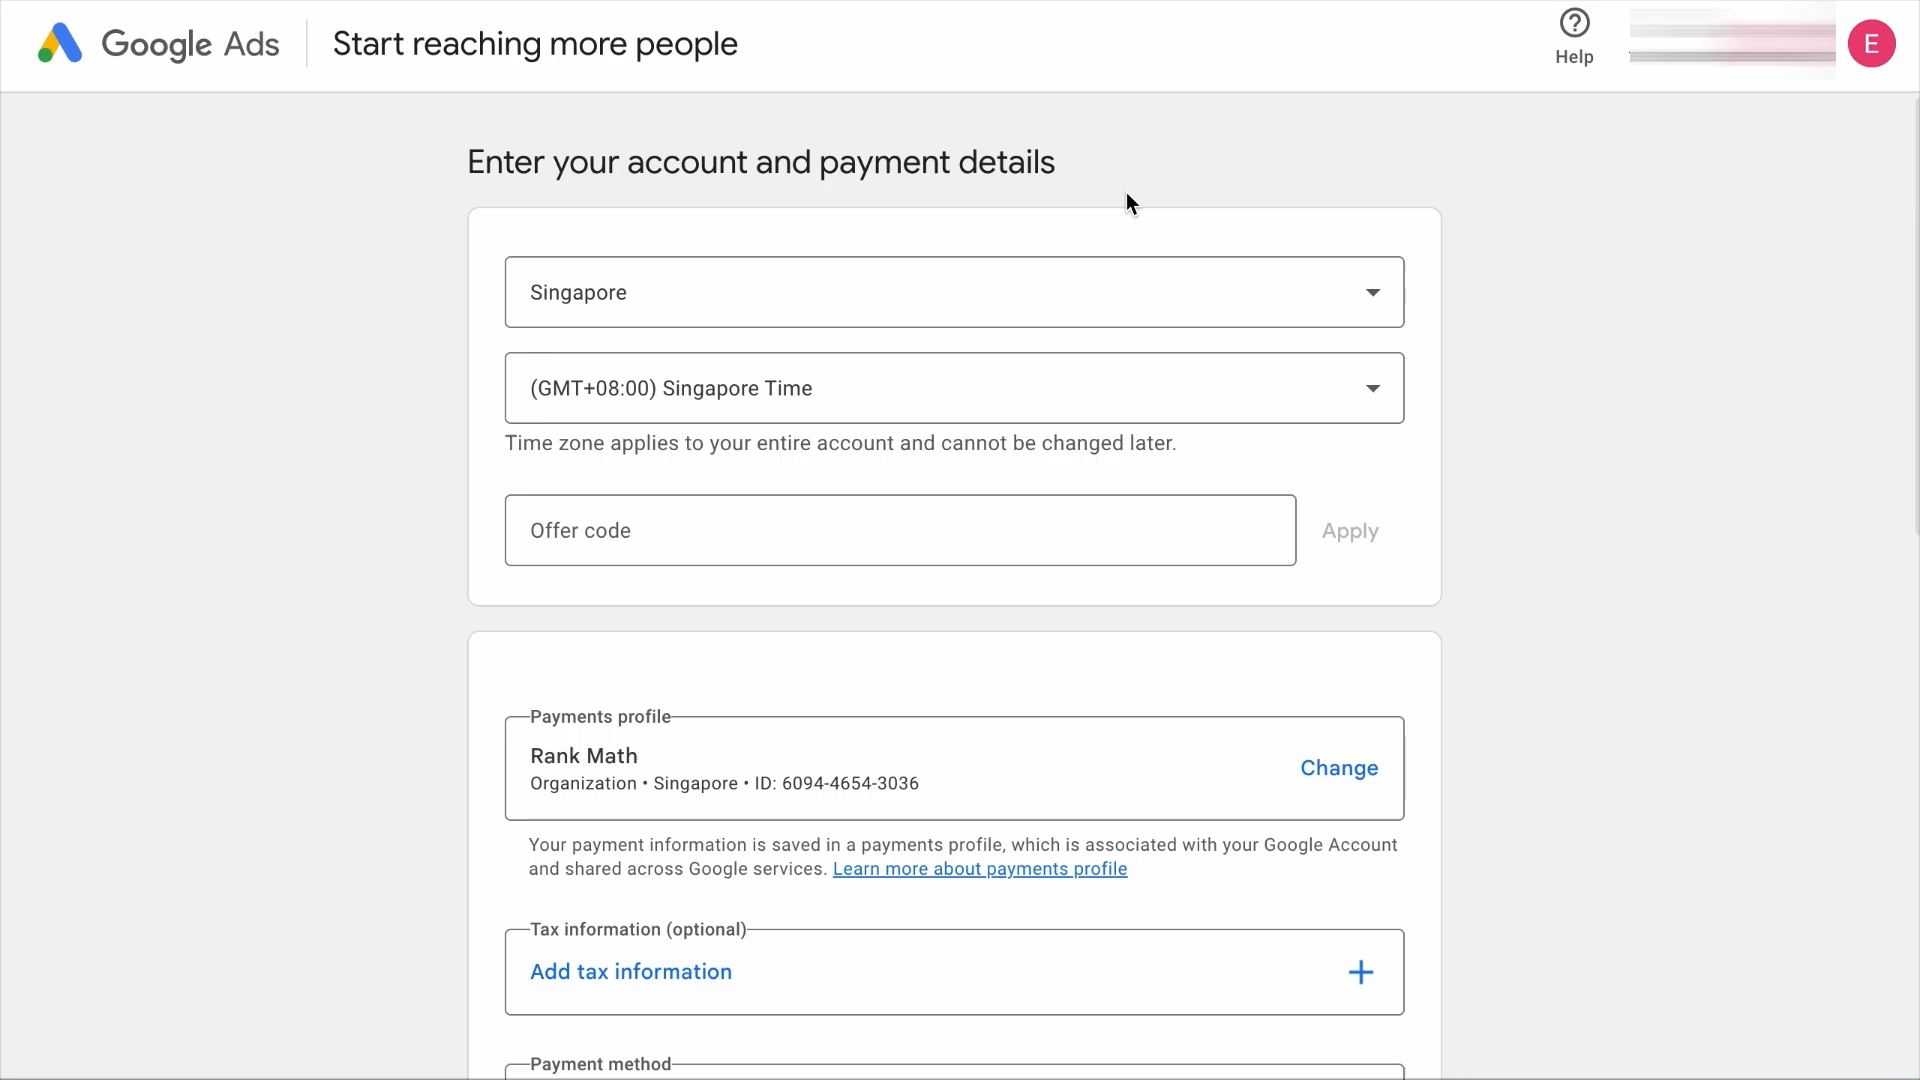 Google Ads
Start reaching more people
Help
E
Enter your account and payment details
Singapore
(GMT+08:00) Singapore Time
Time zone applies to your entire account and cannot be changed later.
Offer code
Apply
Payments profile
Rank Math
Organization • Singapore • ID: 6094-4654-3036
Change
Your payment information is saved in a payments profile, which is associated with your Google Account
and shared across Google services. Learn more about payments profile
Tax information (optional)
Add tax information
Payment method